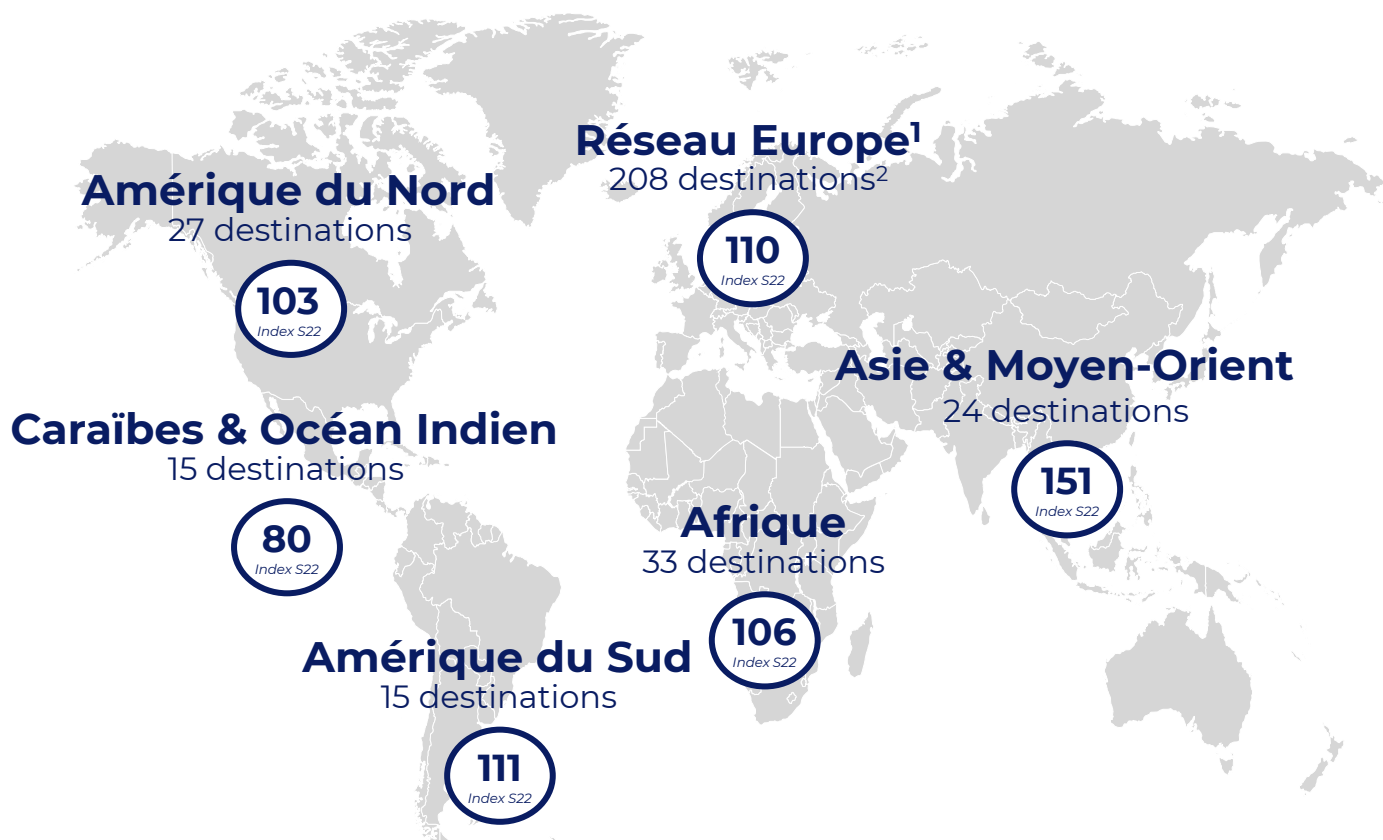 Réseau Europe¹
208 destinations²
110
Index S22
Amérique du Nord
27 destinations
103
Index S22
Asie & Moyen-Orient
24 destinations
151
Index S22
Caraïbes & Océan Indien
15 destinations
80
Index S22
Afrique
33 destinations
106
Index S22
Amérique du Sud
15 destinations
111
Index S22